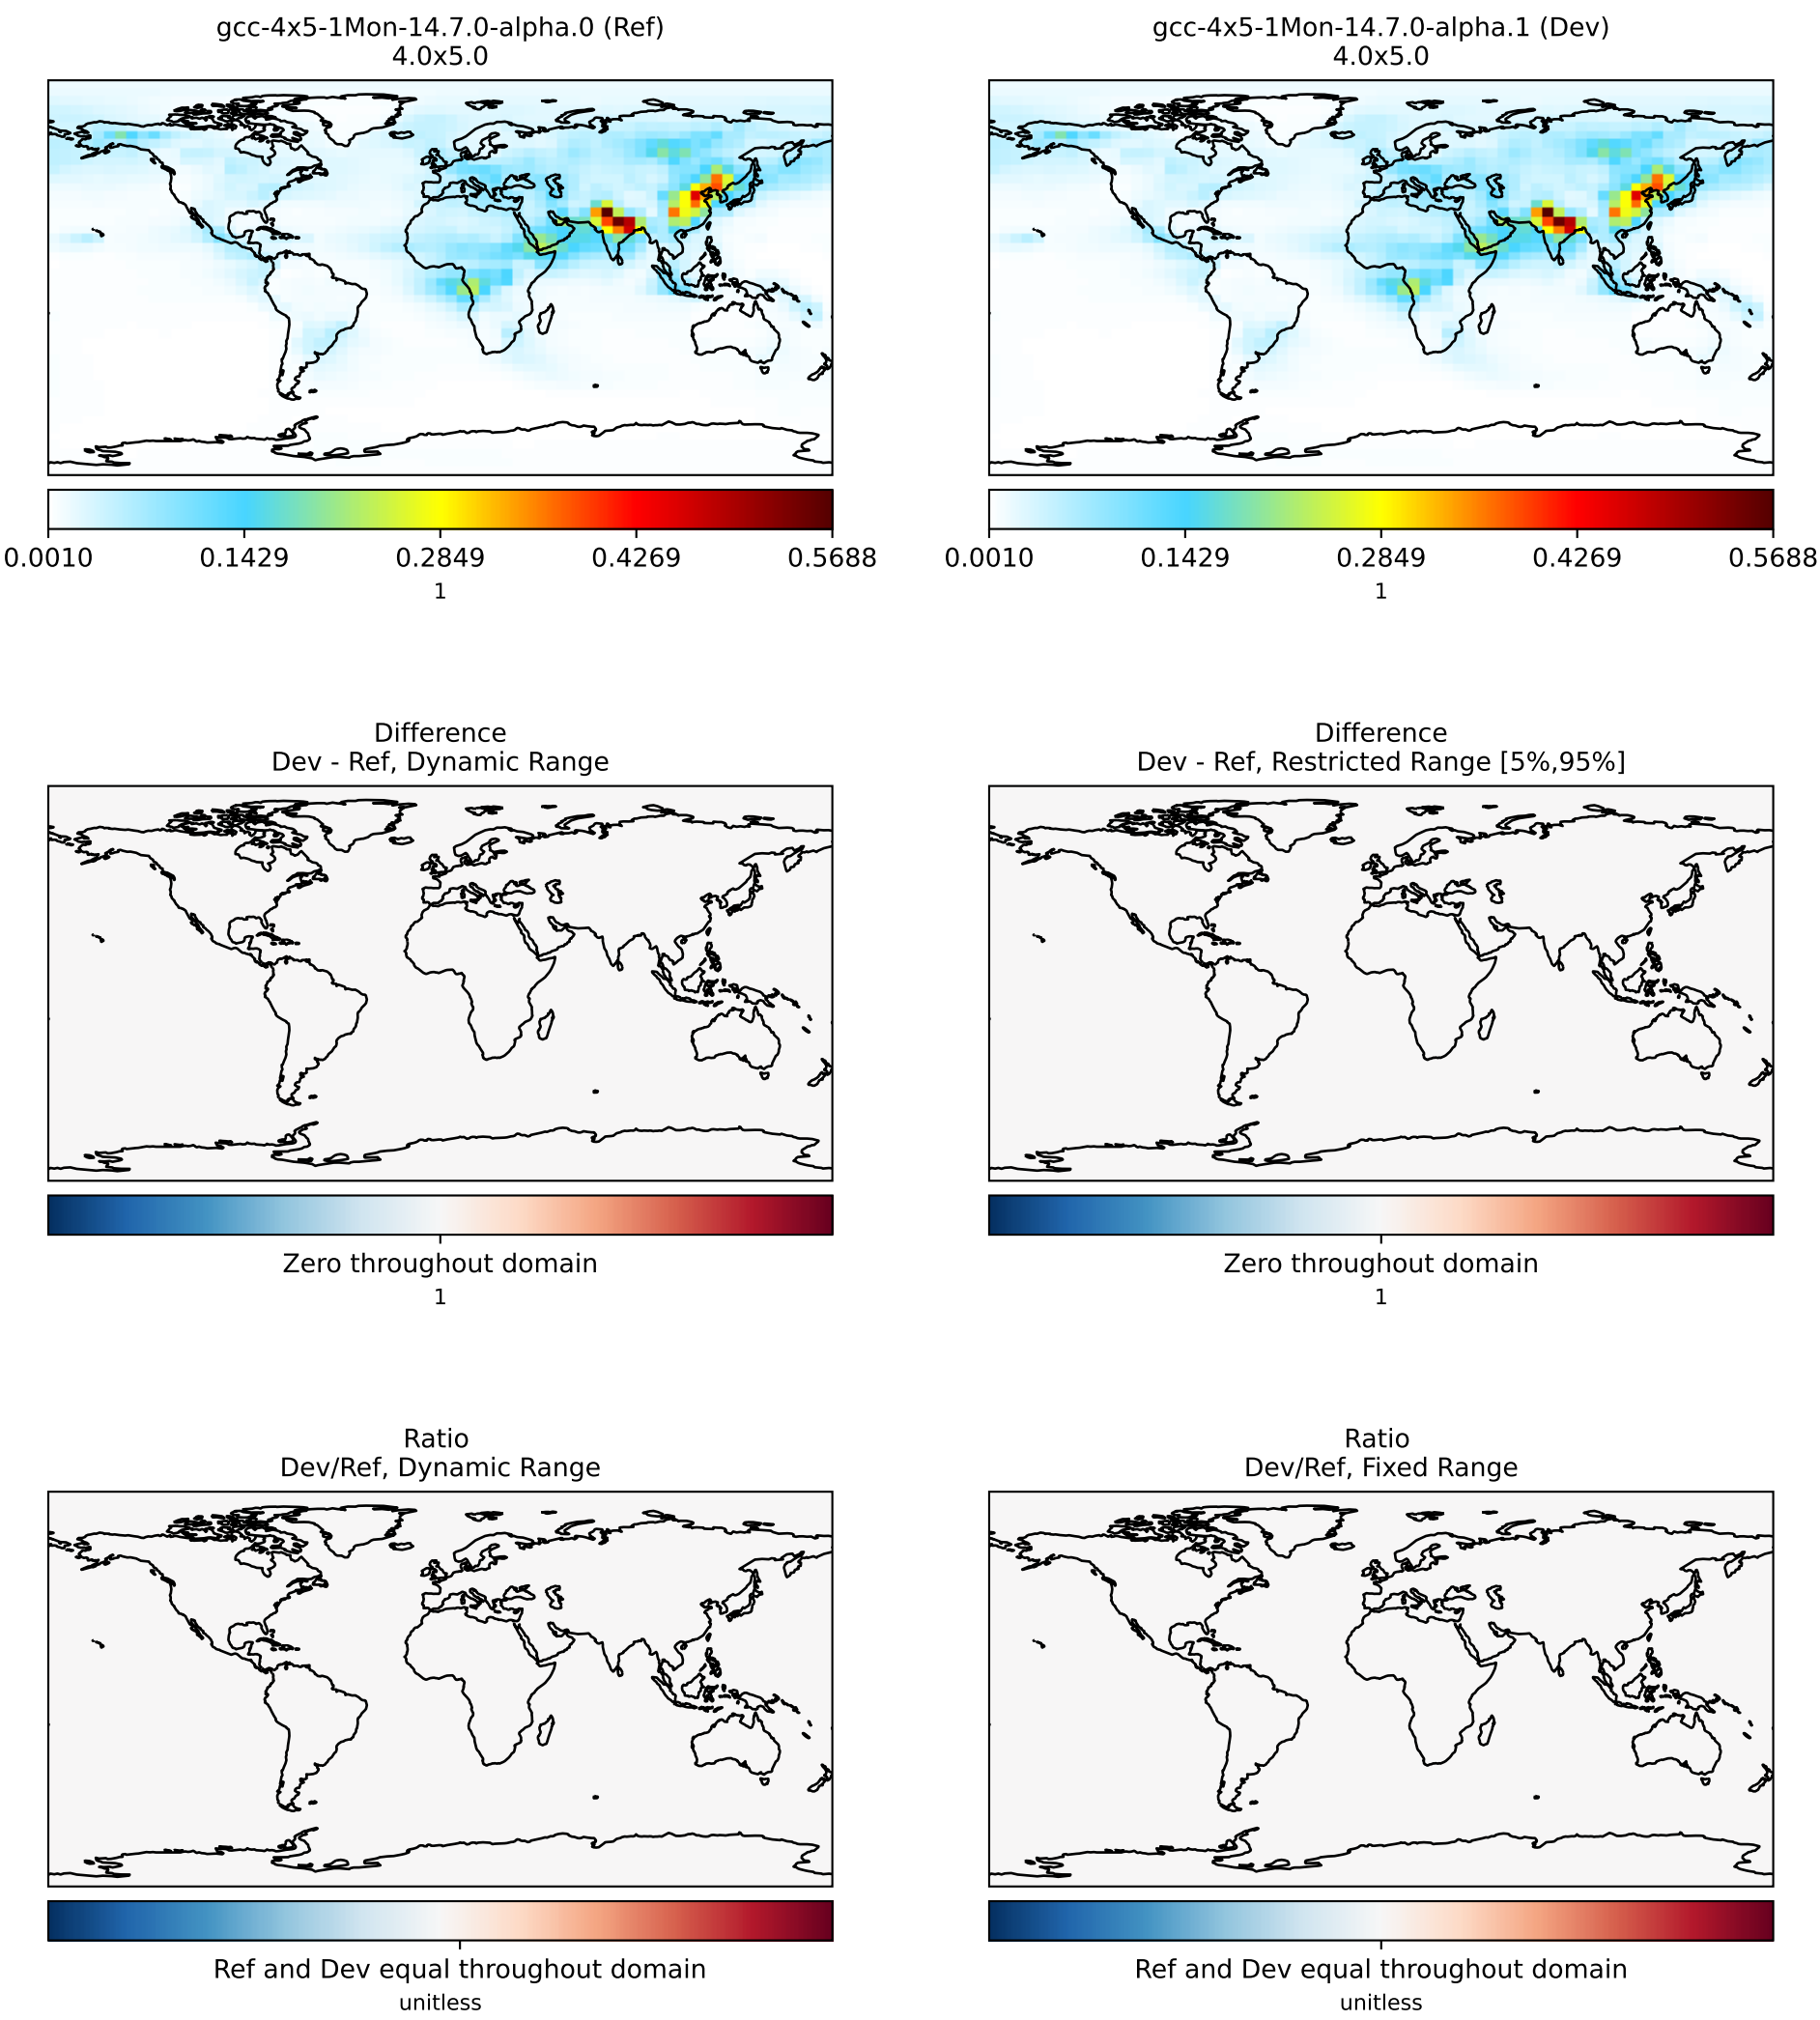 gcc-4x5-1Mon-14.7.0-alpha.0 (Ref)
4.0x5.0
gcc-4x5-1Mon-14.7.0-alpha.1 (Dev)
4.0x5.0
0.0010 0.1429 0.2849 0.4269 0.5688
1
0.0010 0.1429 0.2849 0.4269 0.5688
1
Difference
Dev - Ref, Dynamic Range
Difference
Dev - Ref, Restricted Range [5%,95%]
Zero throughout domain
1
Zero throughout domain
1
Ratio
Dev/Ref, Dynamic Range
Ratio
Dev/Ref, Fixed Range
Ref and Dev equal throughout domain
unitless
Ref and Dev equal throughout domain
unitless